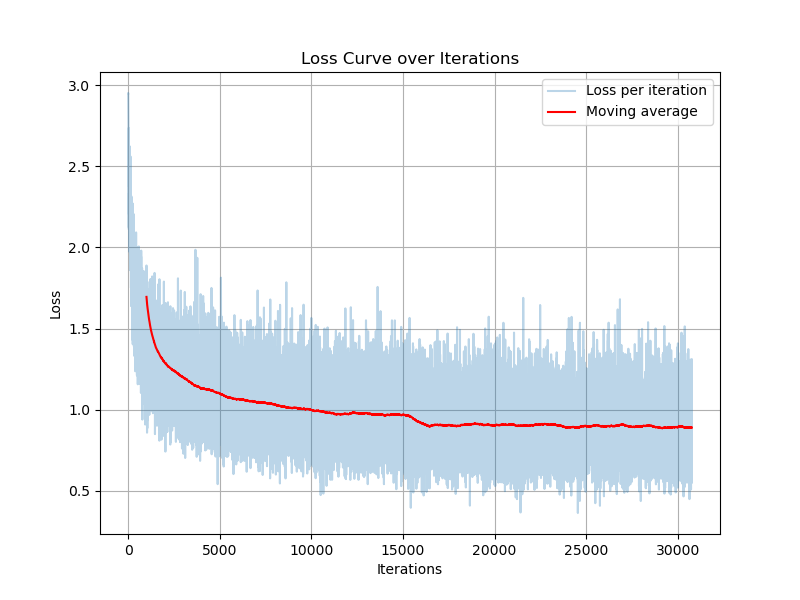 Loss Curve over Iterations
Loss per iteration
Moving average
3.0
2.5
2.0
1.5
1.0
0.5
Loss
0 5000 10000 15000 20000 25000 30000
Iterations